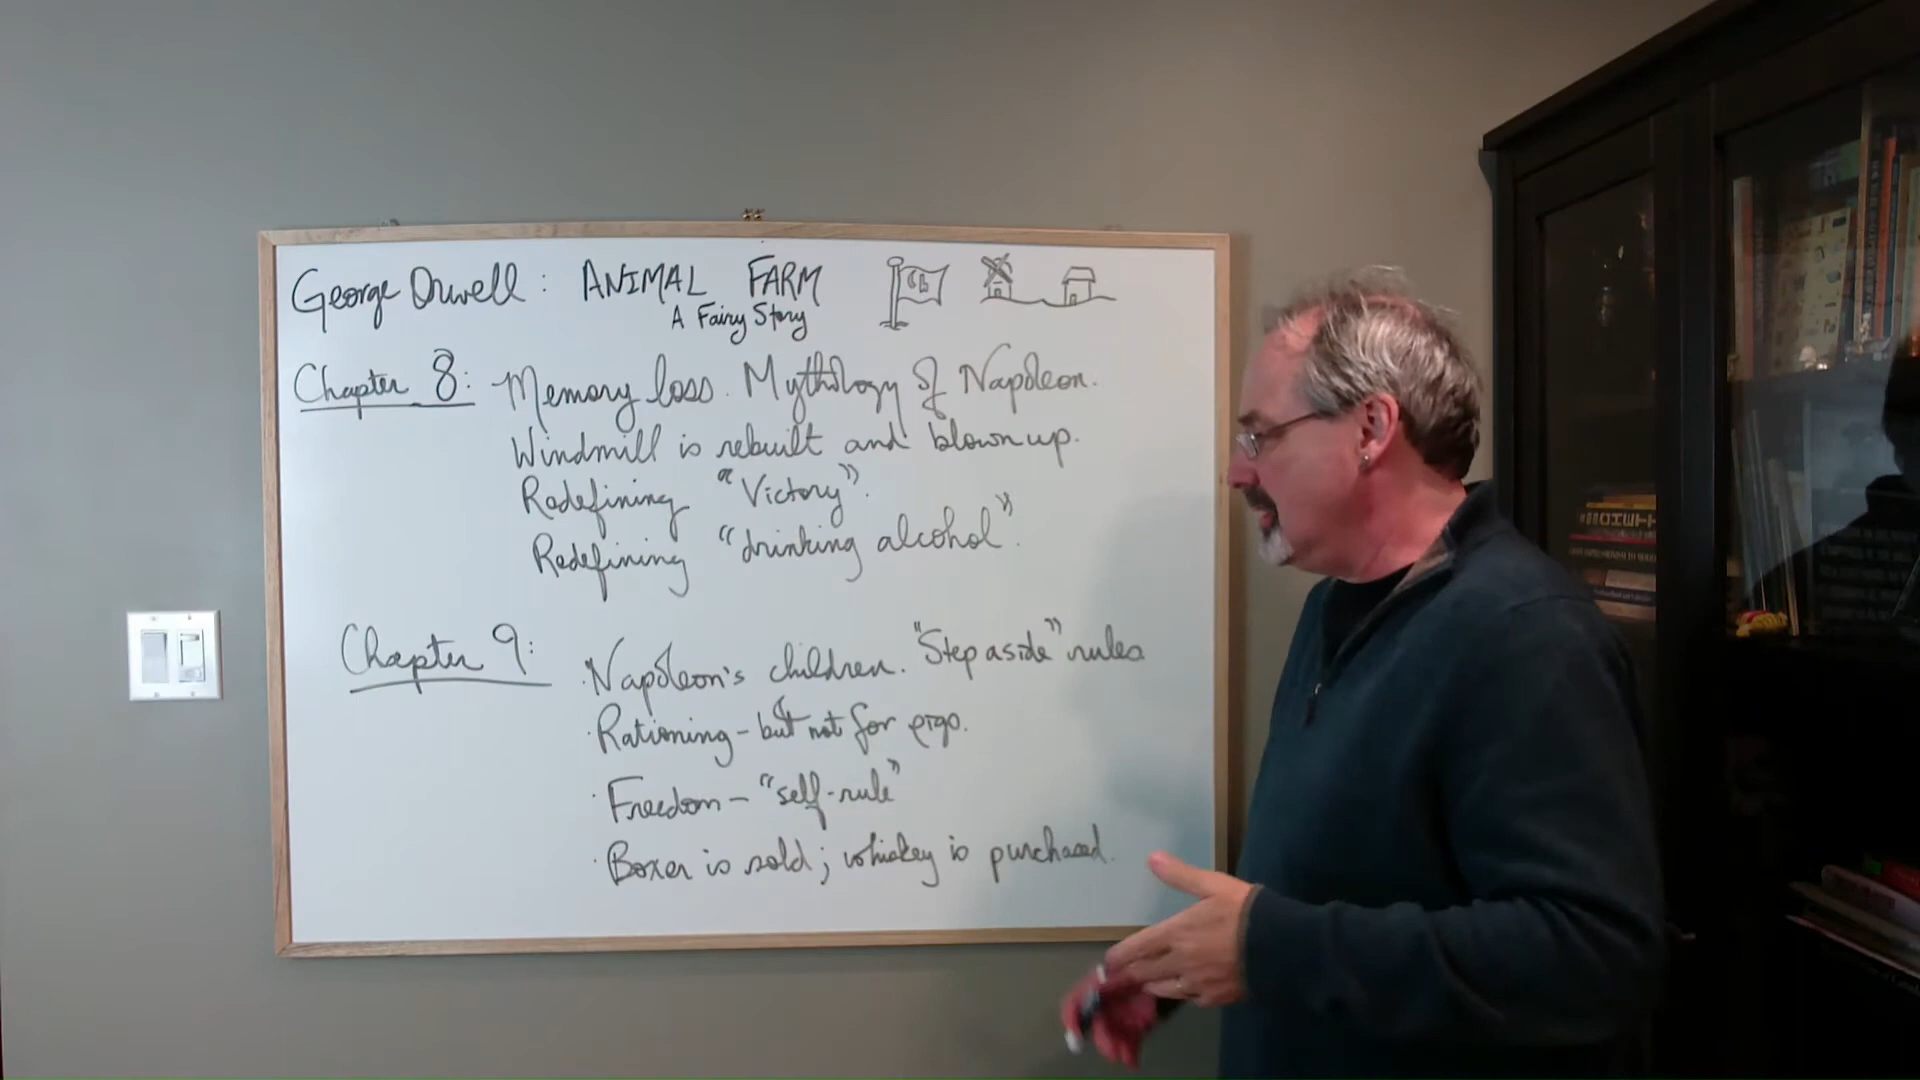 George Orwell: ANIMAL FARM
A Fairy Story
Chapter 8: Memory loss. Mythology of Napoleon.
Windmill is rebuilt and blown up.
Redefining "Victory".
Redefining "drinking alcohol".
Chapter 9: · Napoleon's children. "Step aside" rules
· Rationing – but not for pigs.
· Freedom – "self-rule"
· Boxer is sold; whiskey is purchased.